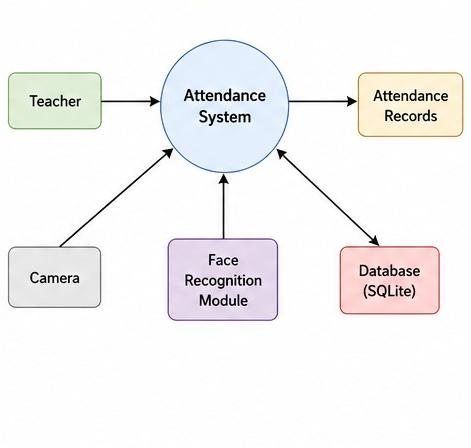 Teacher
Attendance
System
Attendance
Records
Camera
Face
Recognition
Module
Database
(SQLite)